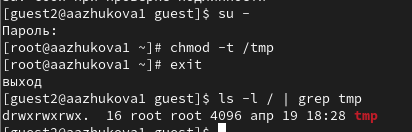 [guest2@aazhukova1 guest]$ su -
Пароль:
[root@aazhukova1 ~]# chmod -t /tmp
[root@aazhukova1 ~]# exit
выход
[guest2@aazhukova1 guest]$ ls -l / | grep tmp
drwxrwxrwx.  16 root root 4096 апр 19 18:28 tmp